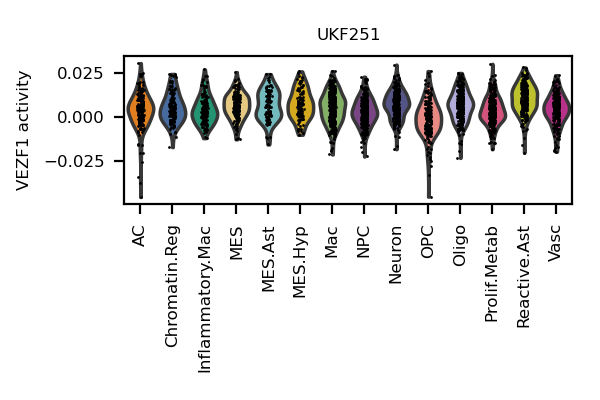 UKF251
VEZF1 activity
0.025
0.000
−0.025
AC
Chromatin.Reg
Inflammatory.Mac
MES
MES.Ast
MES.Hyp
Mac
NPC
Neuron
OPC
Oligo
Prolif.Metab
Reactive.Ast
Vasc